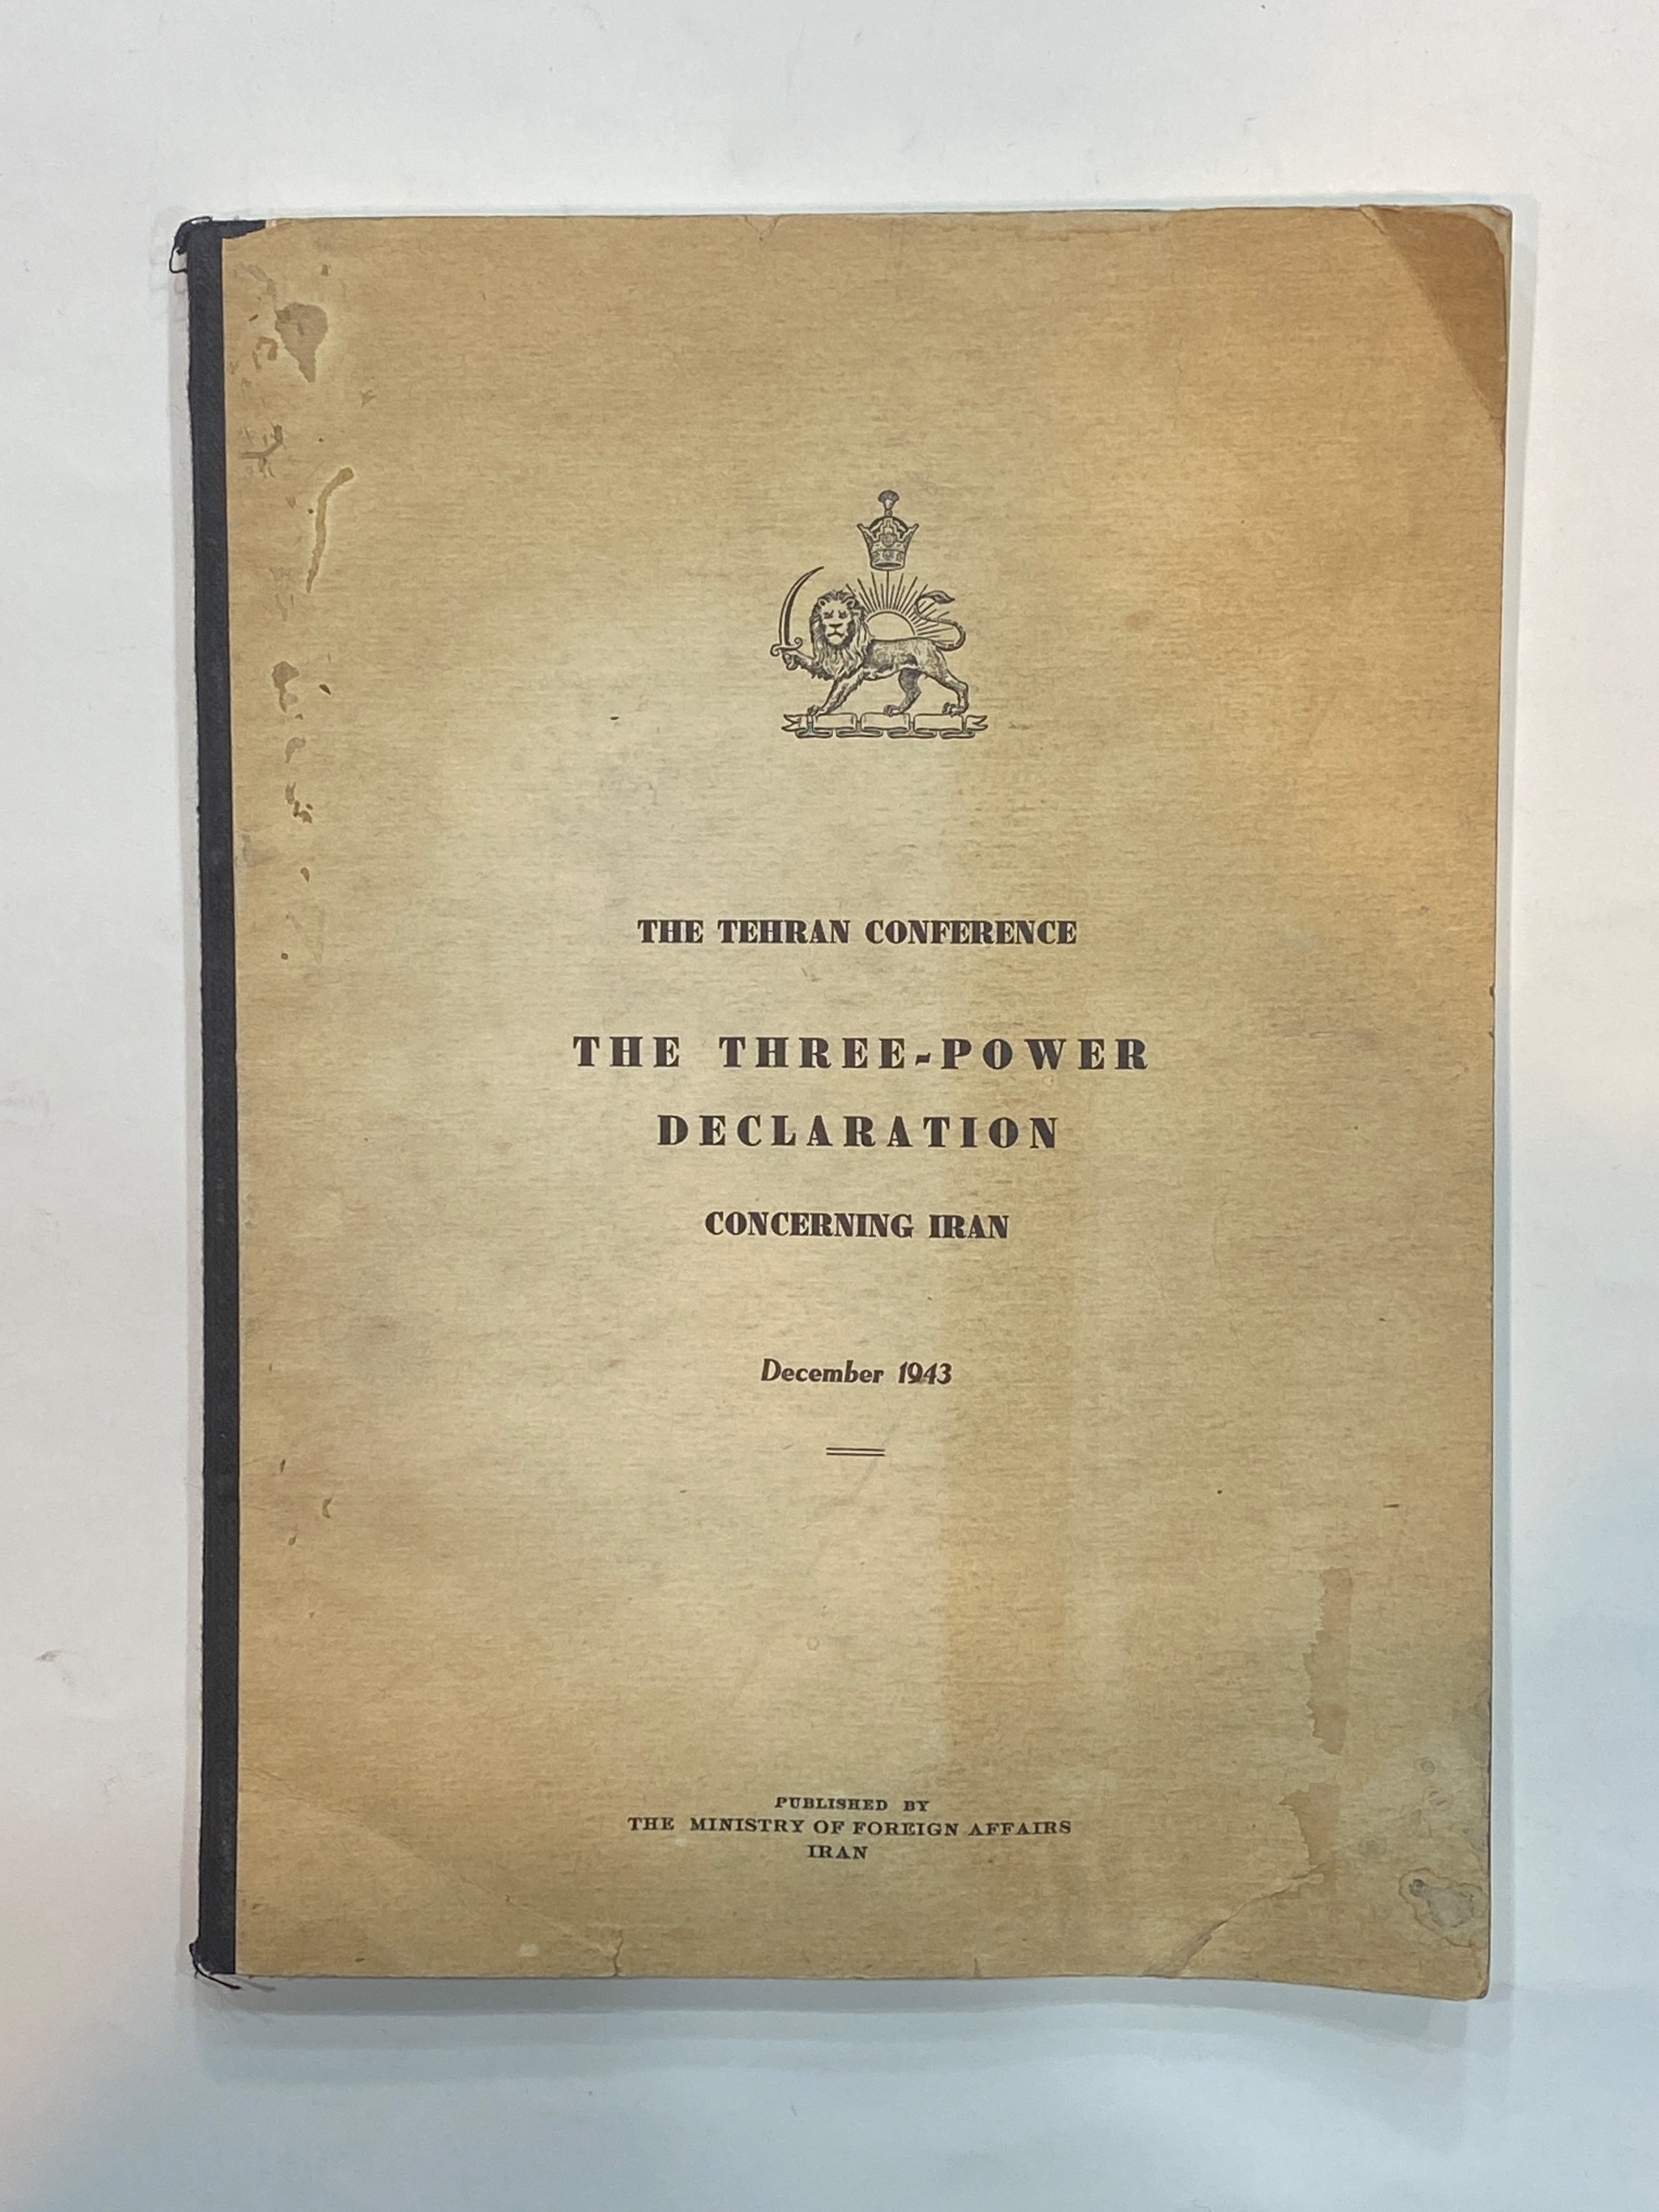 THE TEHRAN CONFERENCE
THE THREE-POWER
DECLARATION
CONCERNING IRAN
December 1943
PUBLISHED BY
THE MINISTRY OF FOREIGN AFFAIRS
IRAN